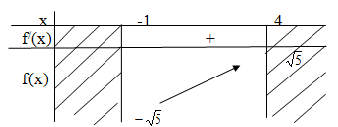 x -1 4
f'(x) +
f(x) √5
-√5